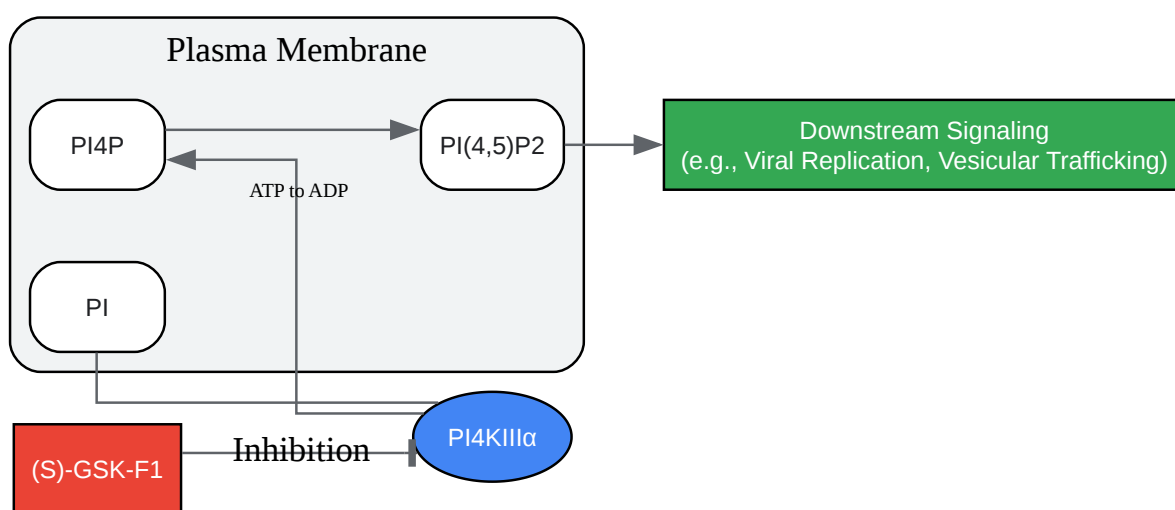 Plasma Membrane
PI4P
PI(4,5)P2
Downstream Signaling
(e.g., Viral Replication, Vesicular Trafficking)
ATP to ADP
PI
PI4KIIIα
Inhibition
(S)-GSK-F1